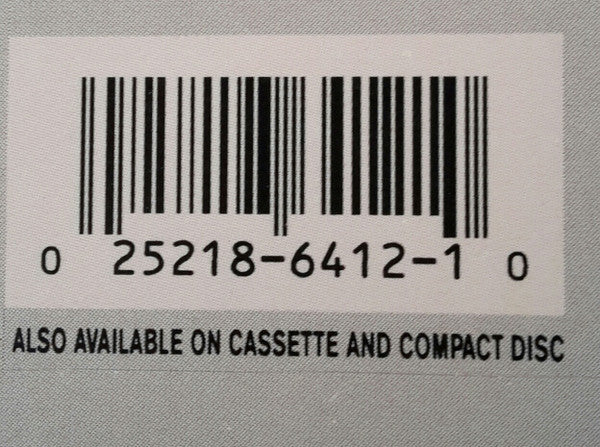 0 25218-6412-1 0
ALSO AVAILABLE ON CASSETTE AND COMPACT DISC